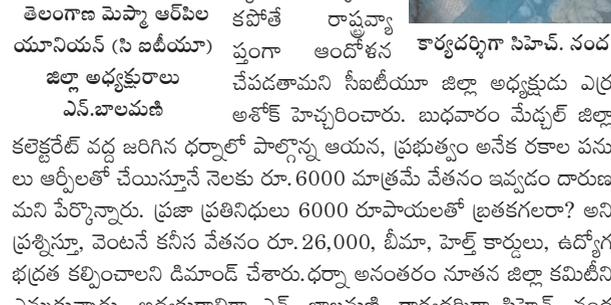 తెలంగాణ మెప్మా ఆర్‌పిల
యూనియన్ (సి ఐటీయూ)
జిల్లా అధ్యక్షురాలు
ఎన్.బాలమణి
కార్యదర్శిగా సిహెచ్. నంద
కపోతే రాష్ట్రవ్యా
ప్తంగా ఆందోళన
చేపడతామని సీఐటీయూ జిల్లా అధ్యక్షుడు ఎర్ర
అశోక్ హెచ్చరించారు. బుధవారం మేడ్చల్ జిల్లా
కలెక్టరేట్ వద్ద జరిగిన ధర్నాలో పాల్గొన్న ఆయన, ప్రభుత్వం అనేక రకాల పను
లు ఆర్పీలతో చేయిస్తూనే నెలకు రూ.6000 మాత్రమే వేతనం ఇవ్వడం దారుణ
మని పేర్కొన్నారు. ప్రజా ప్రతినిధులు 6000 రూపాయలతో బ్రతకగలరా? అని
ప్రశ్నిస్తూ, వెంటనే కనీస వేతనం రూ.26,000, బీమా, హెల్త్ కార్డులు, ఉద్యోగ
భద్రత కల్పించాలని డిమాండ్ చేశారు.ధర్నా అనంతరం నూతన జిల్లా కమిటీని